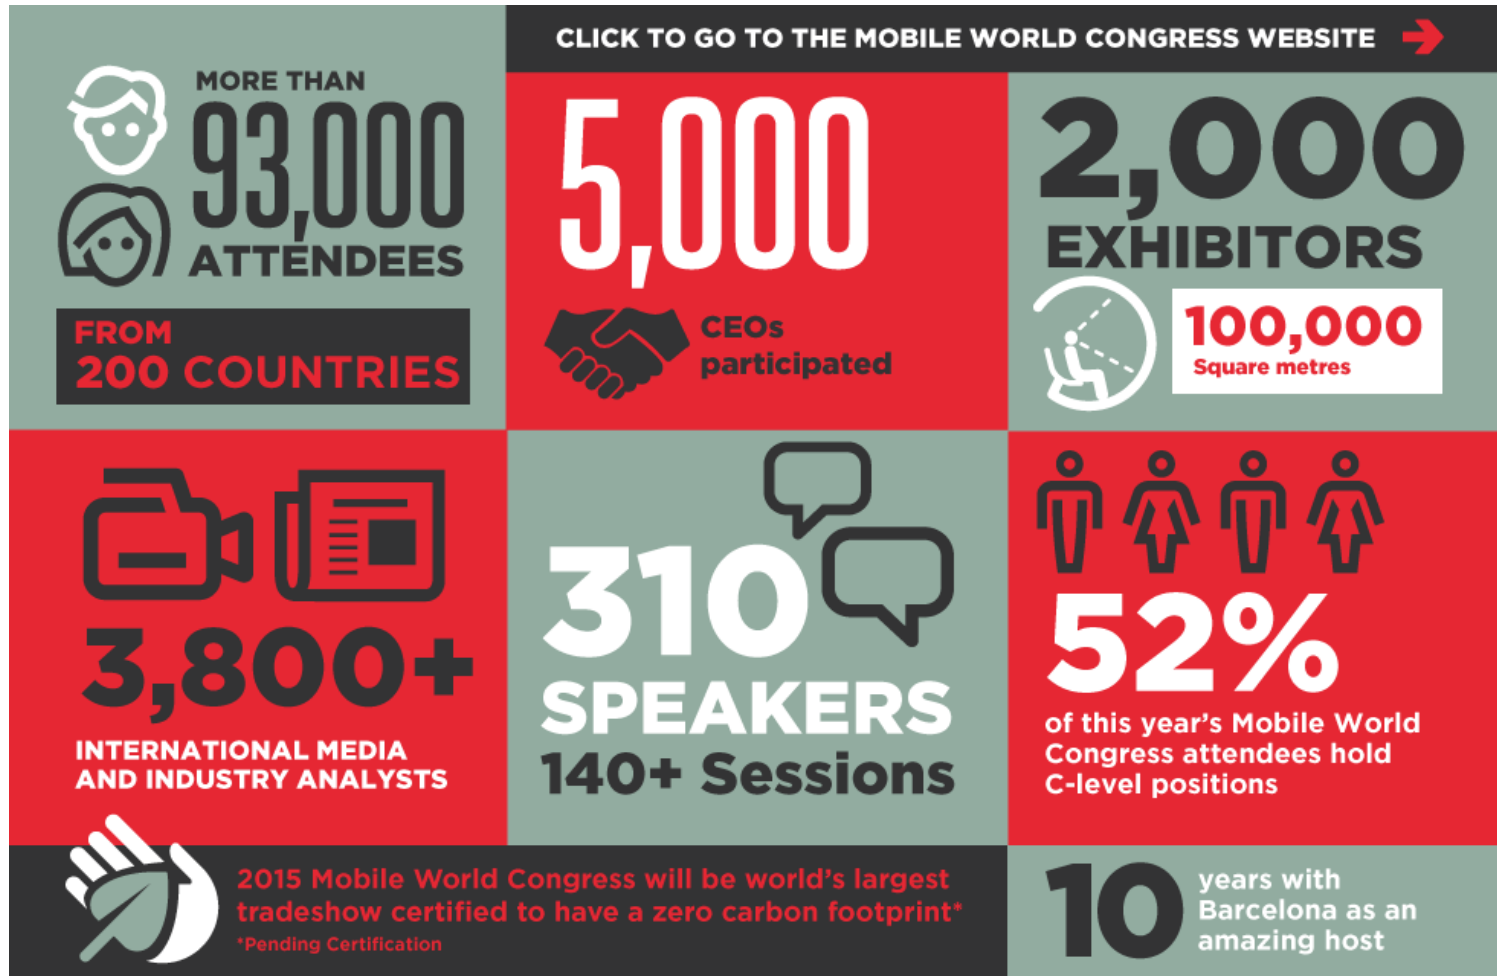 CLICK TO GO TO THE MOBILE WORLD CONGRESS WEBSITE
MORE THAN
93,000
ATTENDEES
FROM
200 COUNTRIES
5,000
CEOs
participated
2,000
EXHIBITORS
100,000
Square metres
3,800+
INTERNATIONAL MEDIA
AND INDUSTRY ANALYSTS
310
SPEAKERS
140+ Sessions
52%
of this year's Mobile World
Congress attendees hold
C-level positions
2015 Mobile World Congress will be world's largest
tradeshow certified to have a zero carbon footprint*
*Pending Certification
10
years with
Barcelona as an
amazing host